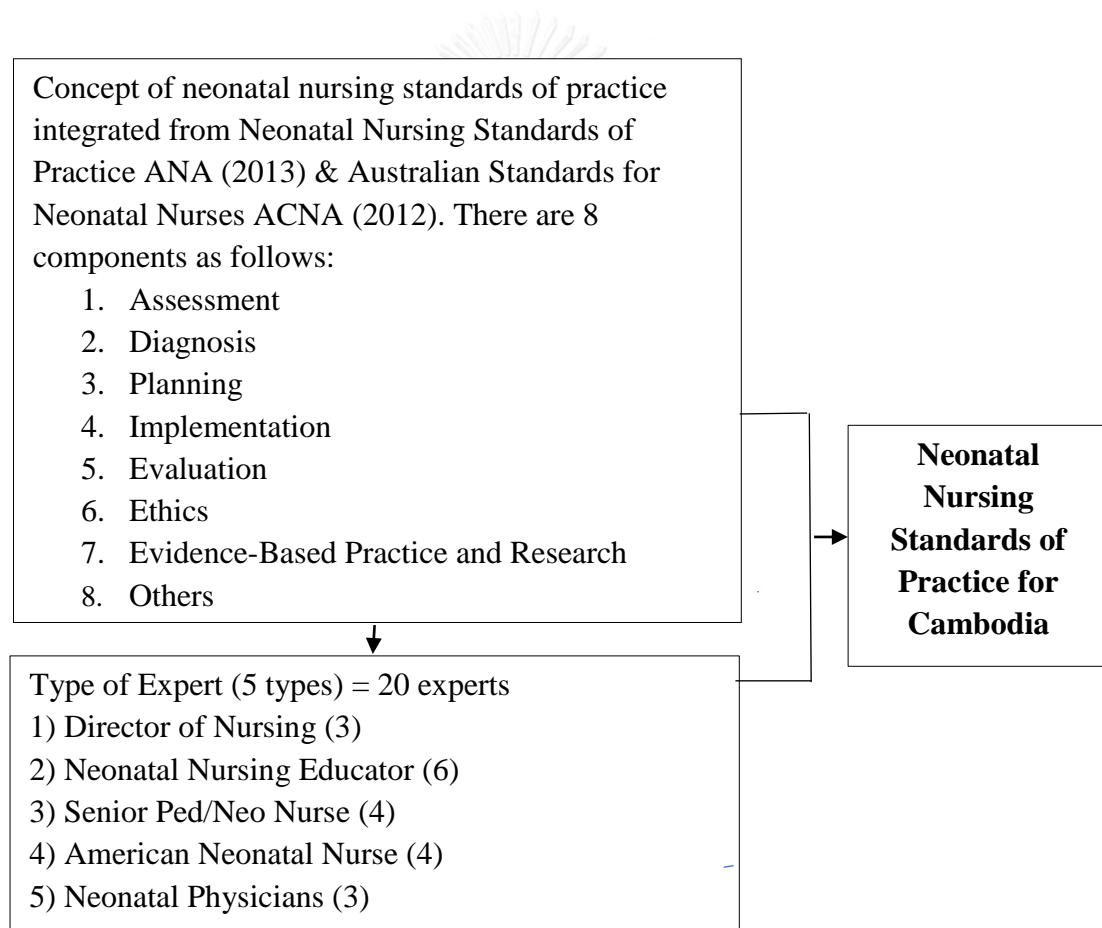 Concept of neonatal nursing standards of practice
integrated from Neonatal Nursing Standards of
Practice ANA (2013) & Australian Standards for
Neonatal Nurses ACNA (2012). There are 8
components as follows:
1. Assessment
2. Diagnosis
3. Planning
4. Implementation
5. Evaluation
6. Ethics
7. Evidence-Based Practice and Research
8. Others
Neonatal
Nursing
Standards of
Practice for
Cambodia
Type of Expert (5 types) = 20 experts
1) Director of Nursing (3)
2) Neonatal Nursing Educator (6)
3) Senior Ped/Neo Nurse (4)
4) American Neonatal Nurse (4)
5) Neonatal Physicians (3)